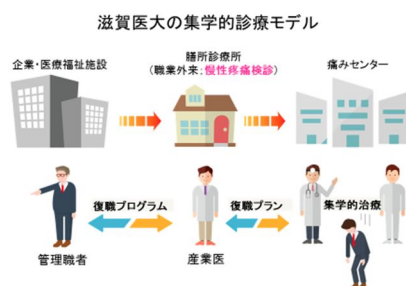 滋賀医大の集学的診療モデル
企業・医療福祉施設
膳所診療所
(職業外来:慢性疼痛検診)
痛みセンター
復職プログラム
復職プラン
集学的治療
管理職者
産業医